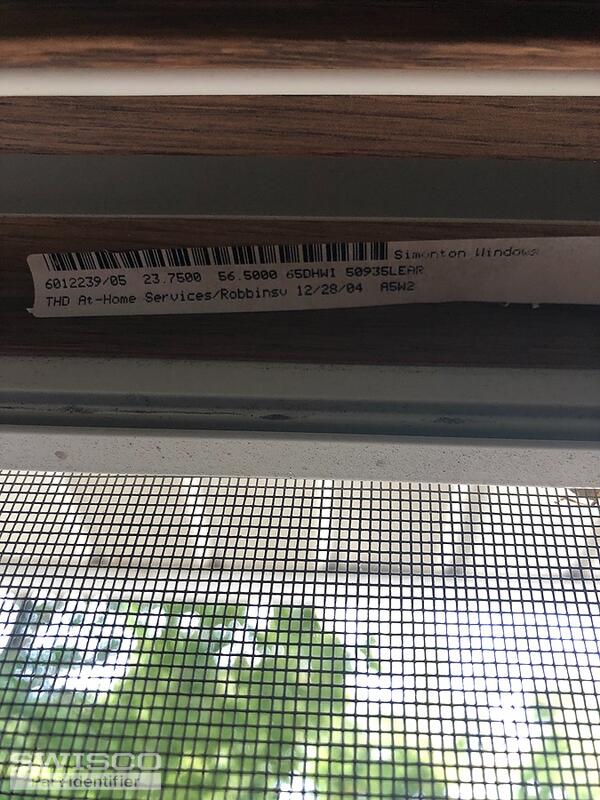 Simonton Windows
6012239/05 23.7500 56.5000 65DHWI 50935LEAR
THD At-Home Services/Robbinsv 12/28/04 A5W2
SWISCO
Part Identifier